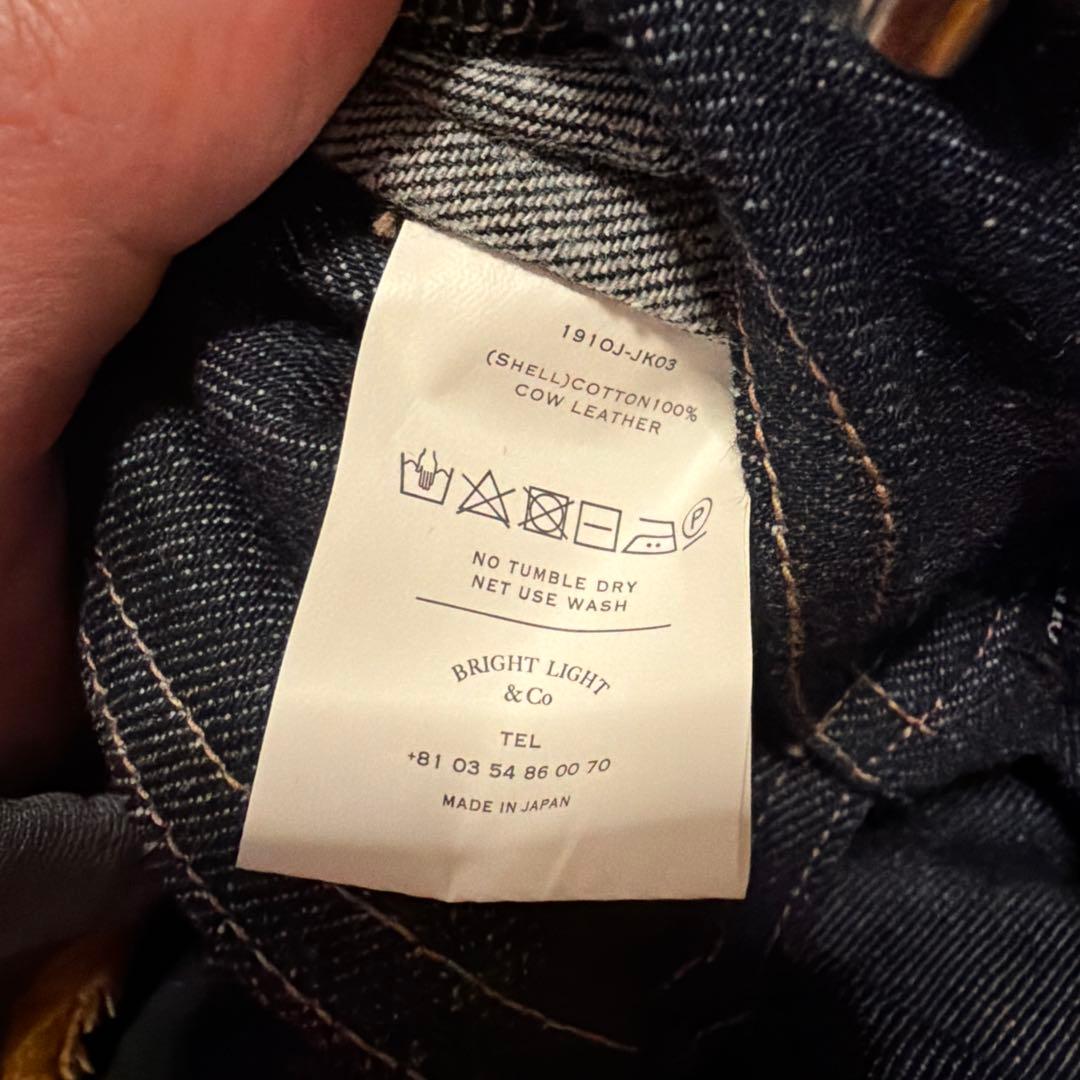 1910J-JK03
(SHELL)COTTON100%
COW LEATHER
P
NO TUMBLE DRY
NET USE WASH
BRIGHT LIGHT
& Co
TEL
+81 03 54 86 00 70
MADE IN JAPAN